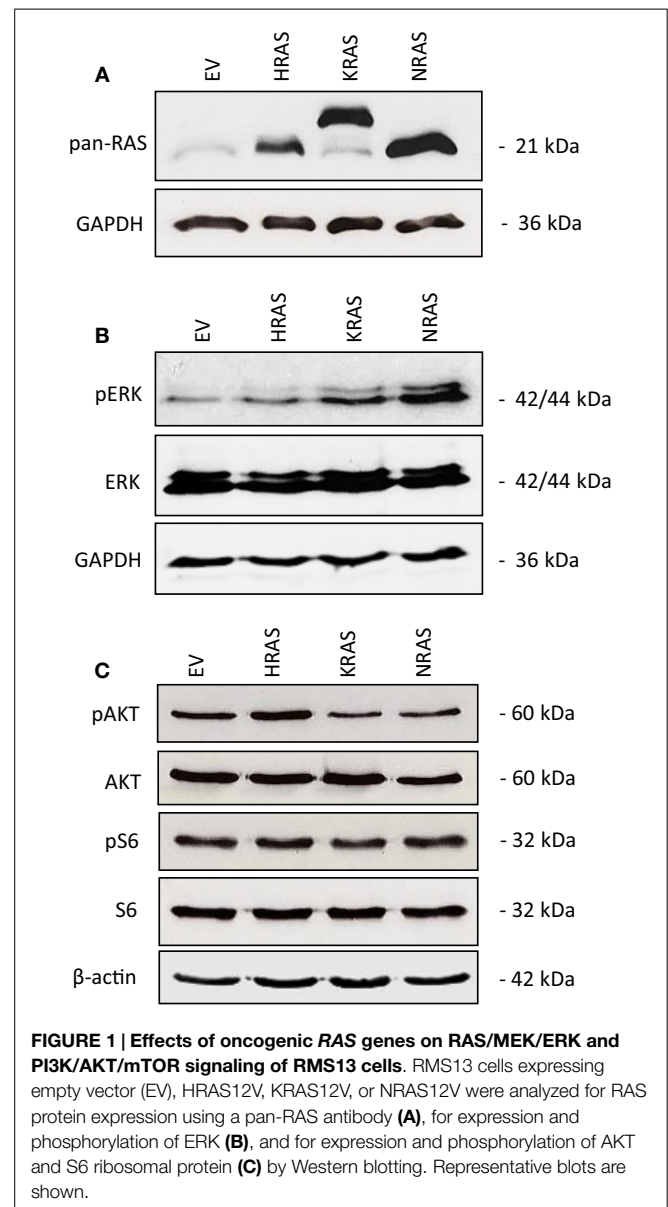 A
EV HRAS KRAS NRAS
pan-RAS - 21 kDa
GAPDH - 36 kDa
B
EV HRAS KRAS NRAS
pERK - 42/44 kDa
ERK - 42/44 kDa
GAPDH - 36 kDa
C
EV HRAS KRAS NRAS
pAKT - 60 kDa
AKT - 60 kDa
pS6 - 32 kDa
S6 - 32 kDa
β-actin - 42 kDa
FIGURE 1 | Effects of oncogenic RAS genes on RAS/MEK/ERK and
PI3K/AKT/mTOR signaling of RMS13 cells. RMS13 cells expressing
empty vector (EV), HRAS12V, KRAS12V, or NRAS12V were analyzed for RAS
protein expression using a pan-RAS antibody (A), for expression and
phosphorylation of ERK (B), and for expression and phosphorylation of AKT
and S6 ribosomal protein (C) by Western blotting. Representative blots are
shown.